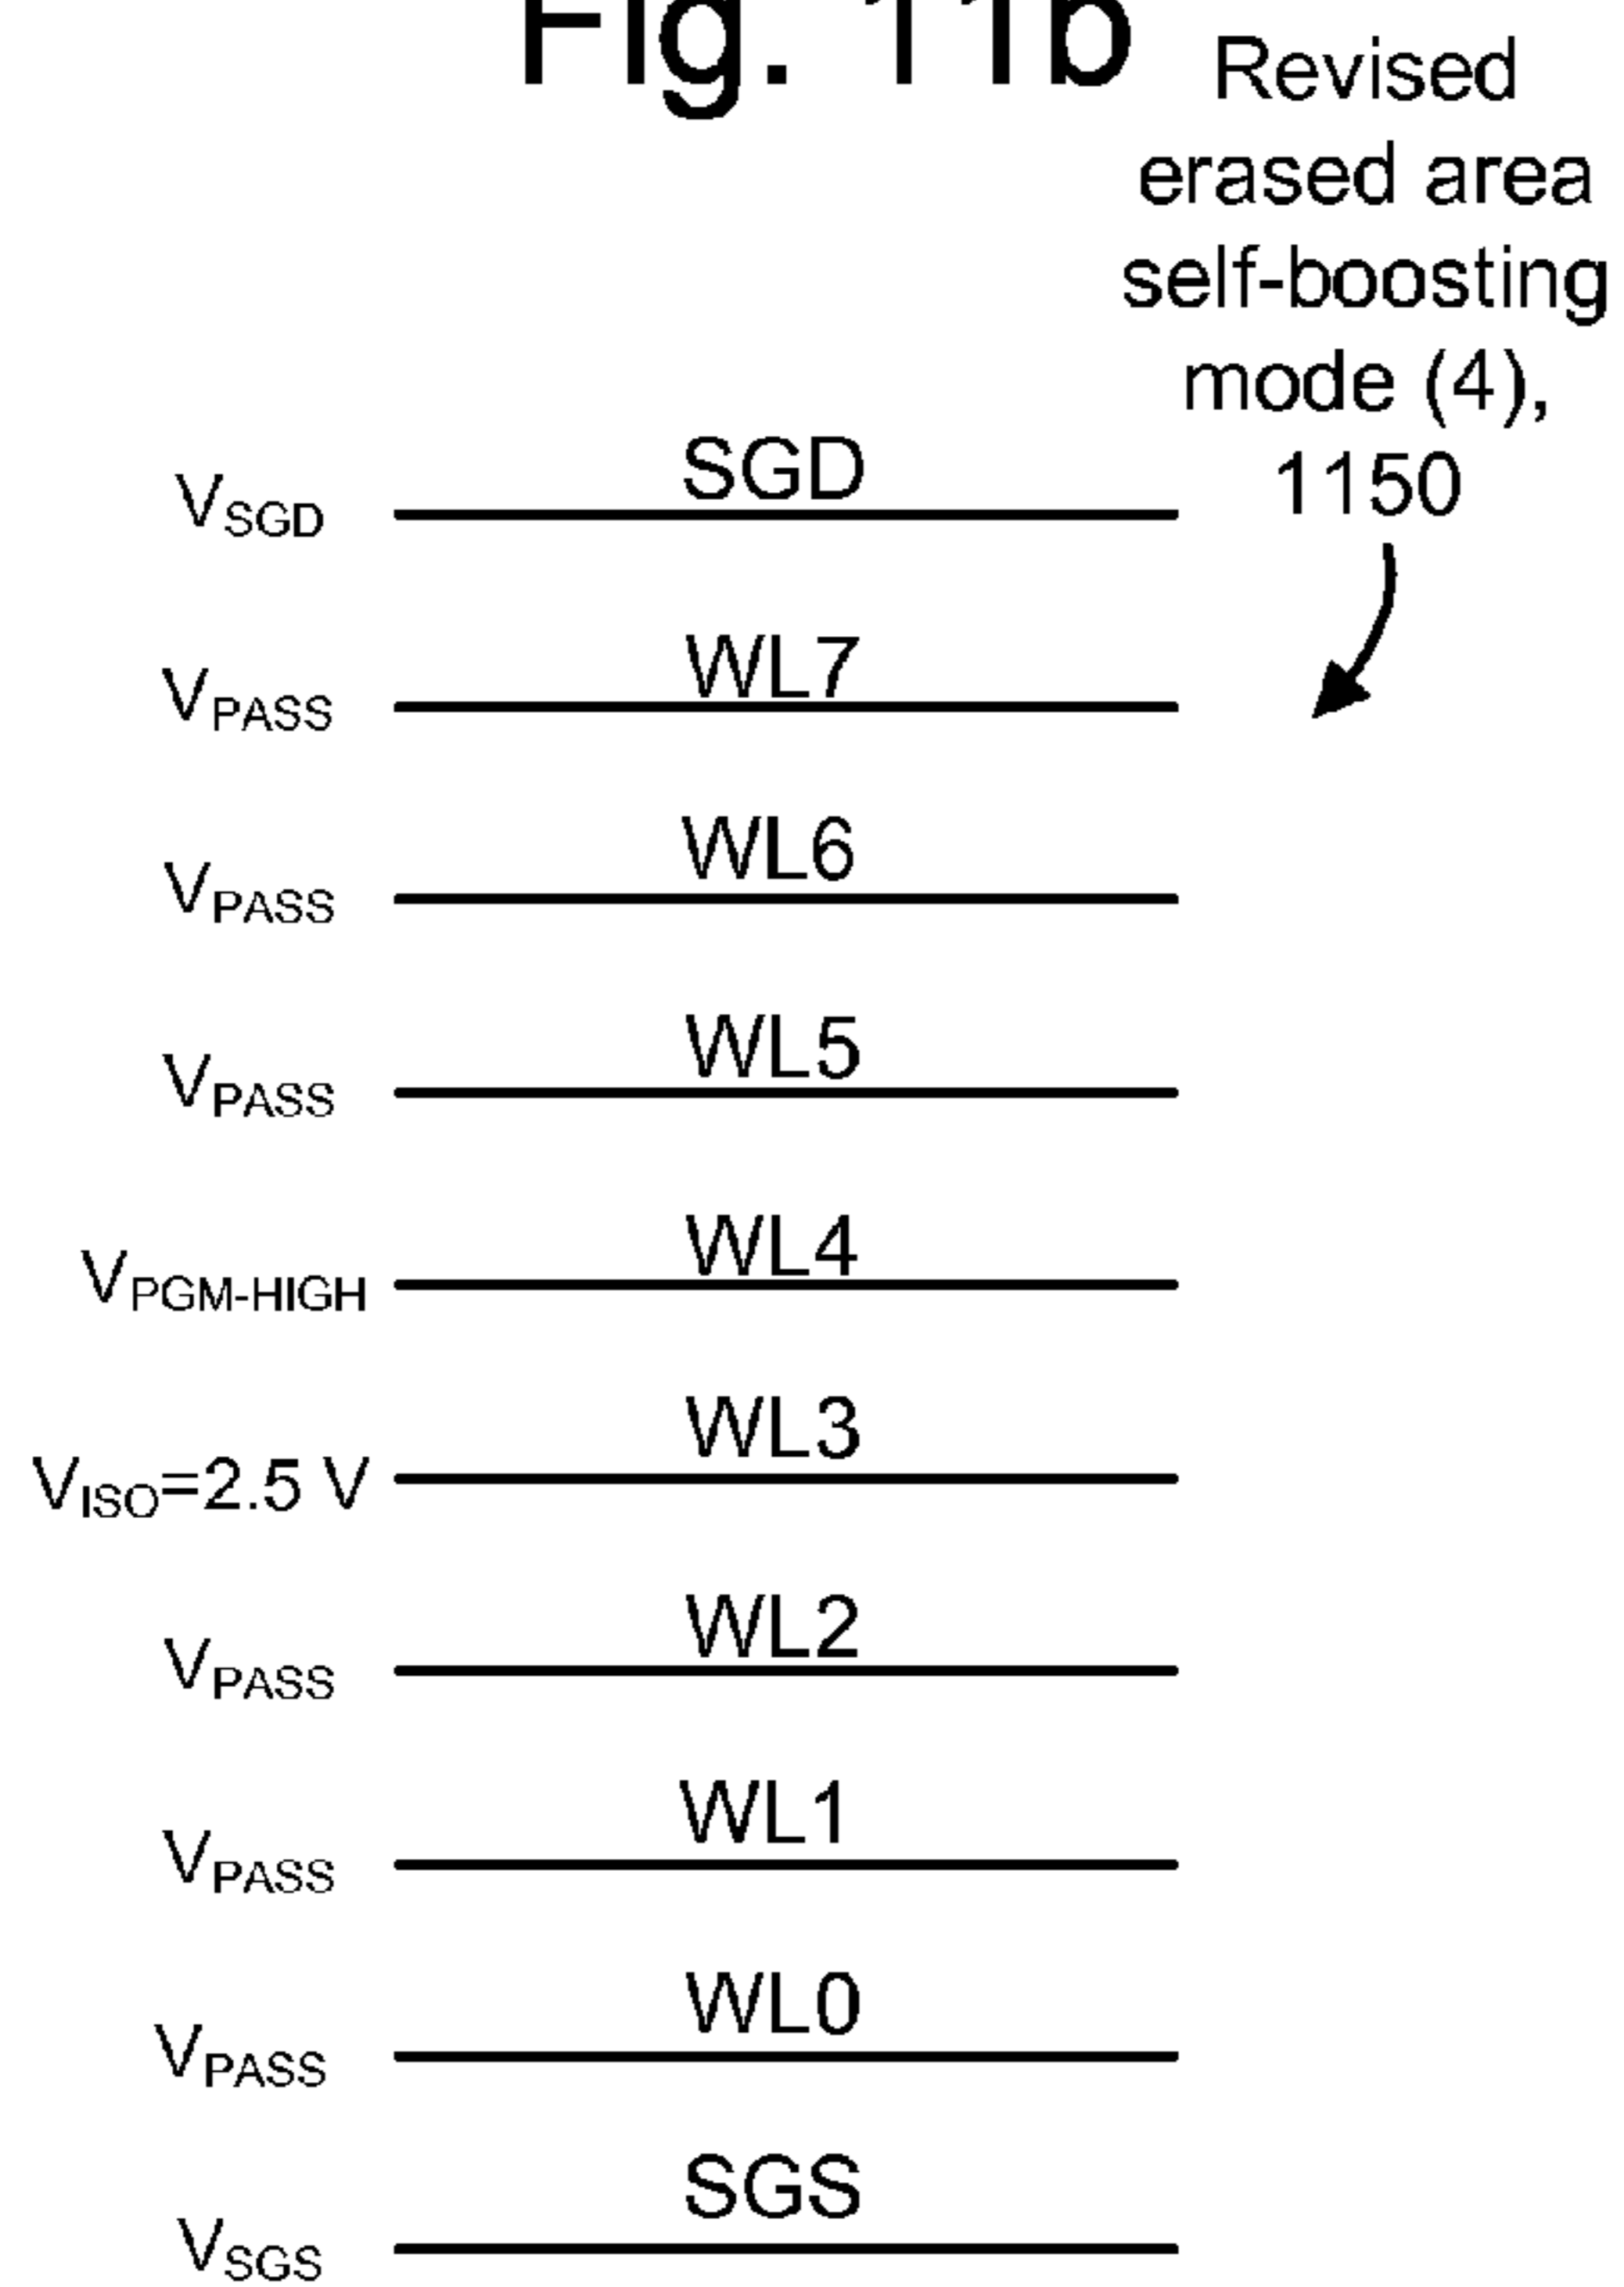 Fig. 11b
Revised
erased area
self-boosting
mode (4),
1150
SGD
VSGD
WL7
VPASS
WL6
VPASS
WL5
VPASS
WL4
VPGM-HIGH
WL3
VISO=2.5 V
WL2
VPASS
WL1
VPASS
WL0
VPASS
SGS
VSGS